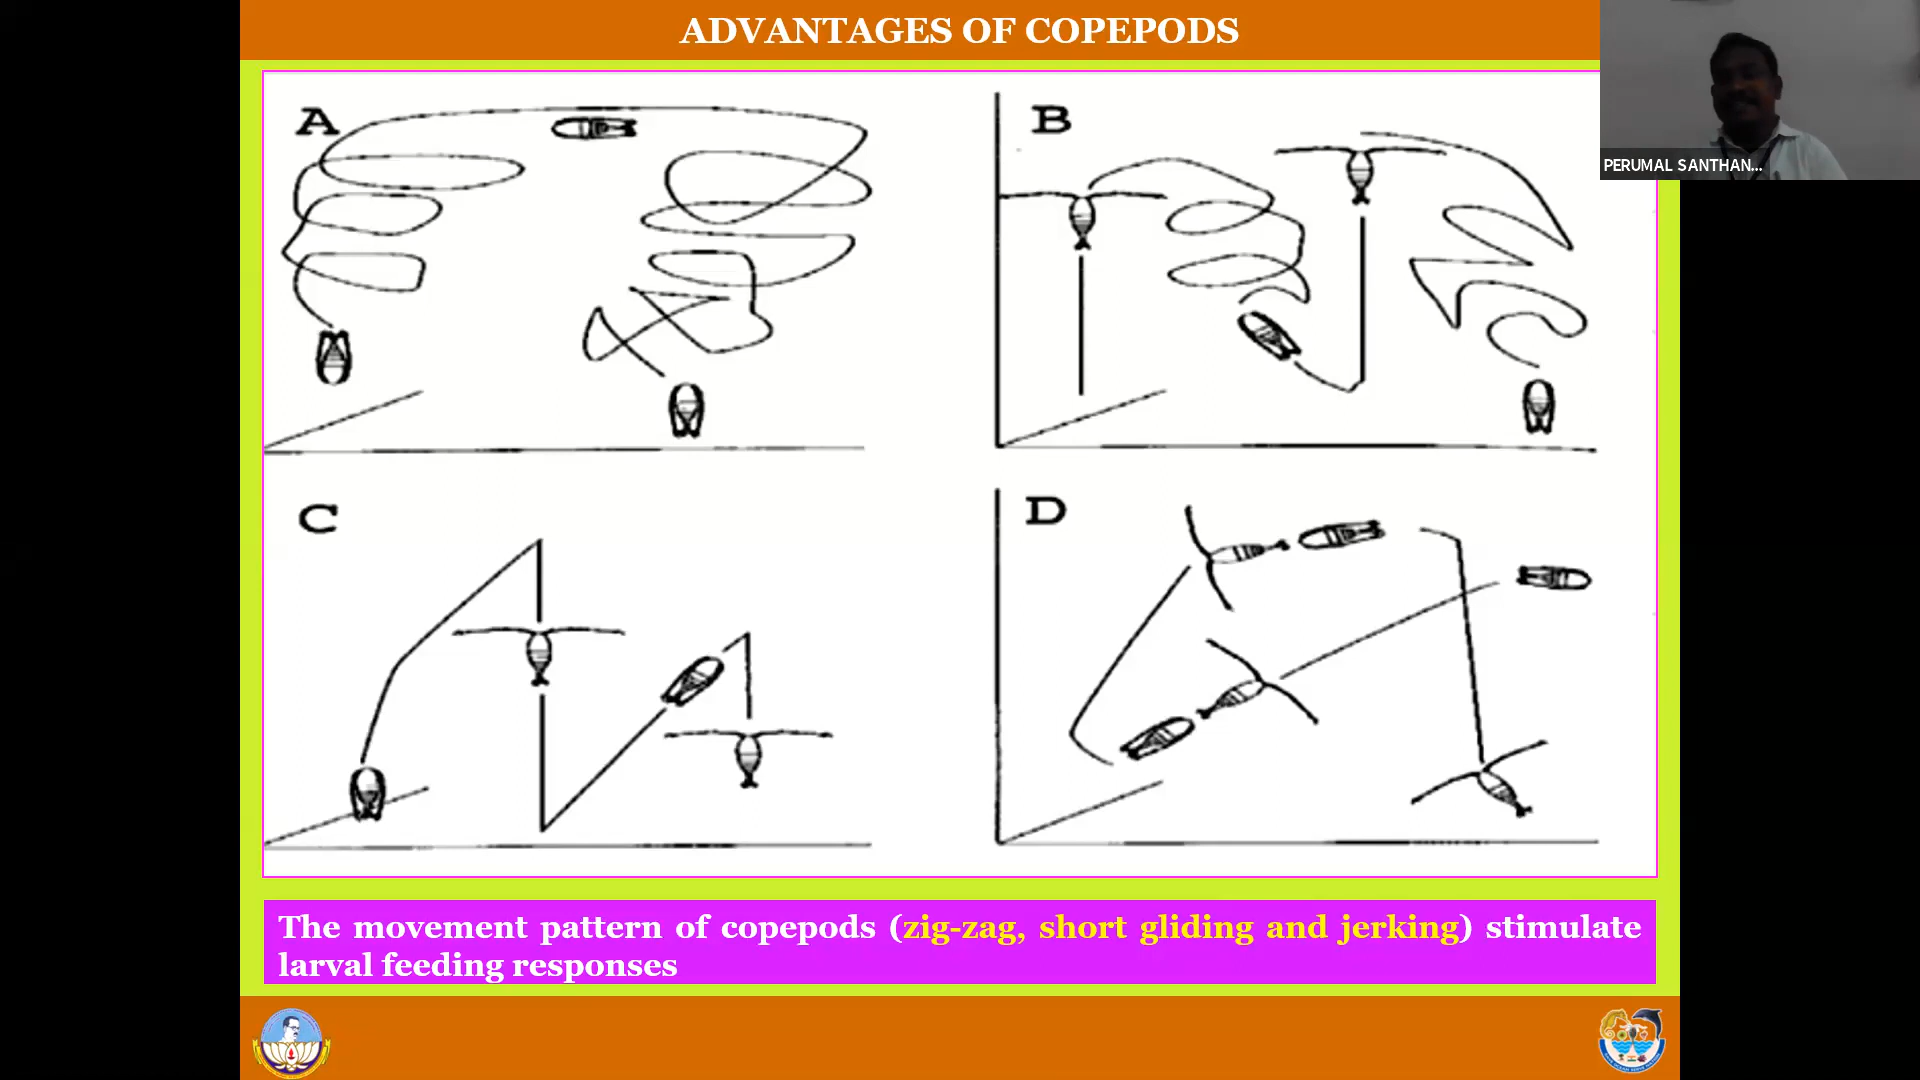 ADVANTAGES OF COPEPODS
PERUMAL SANTHAN...
A
B
C
D
The movement pattern of copepods (zig-zag, short gliding and jerking) stimulate
larval feeding responses